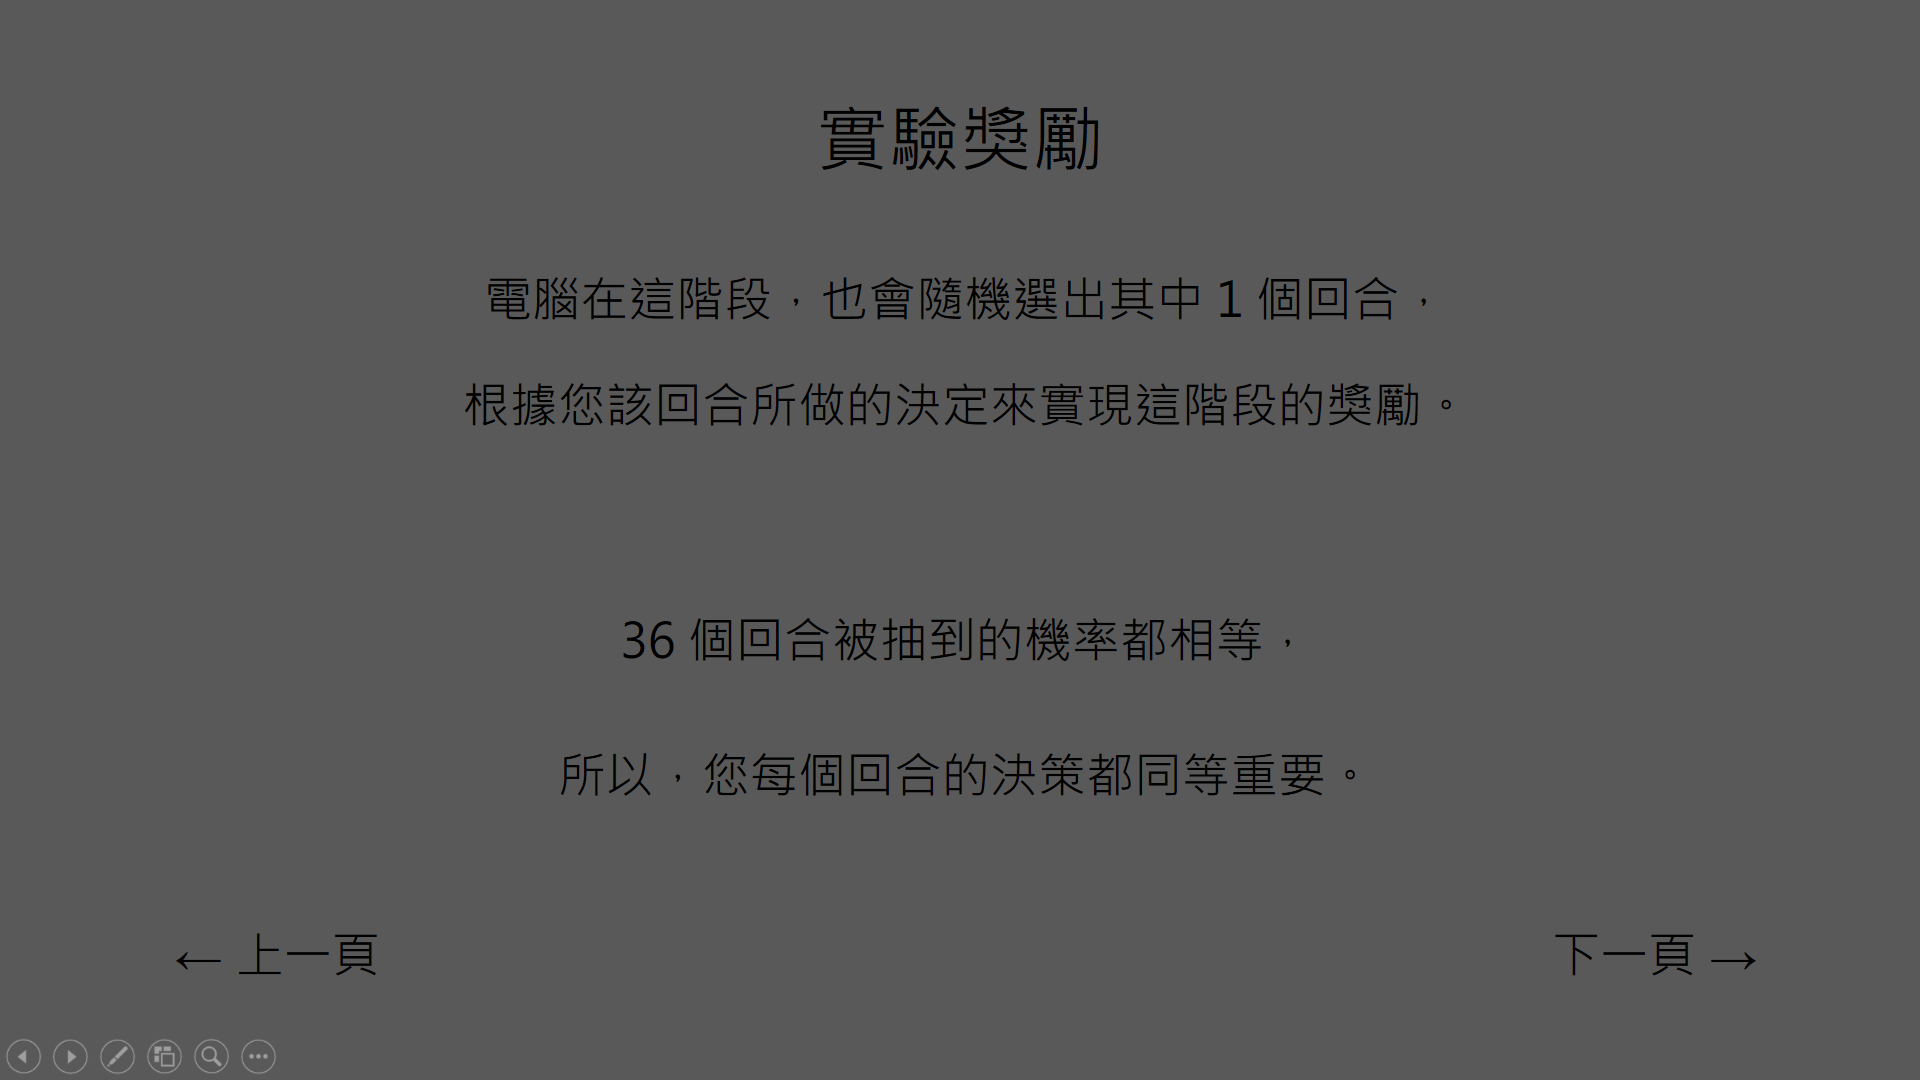 實驗獎勵
電腦在這階段，也會隨機選出其中 1 個回合，
根據您該回合所做的決定來實現這階段的獎勵。
36 個回合被抽到的機率都相等，
所以，您每個回合的決策都同等重要。
← 上一頁
下一頁 →